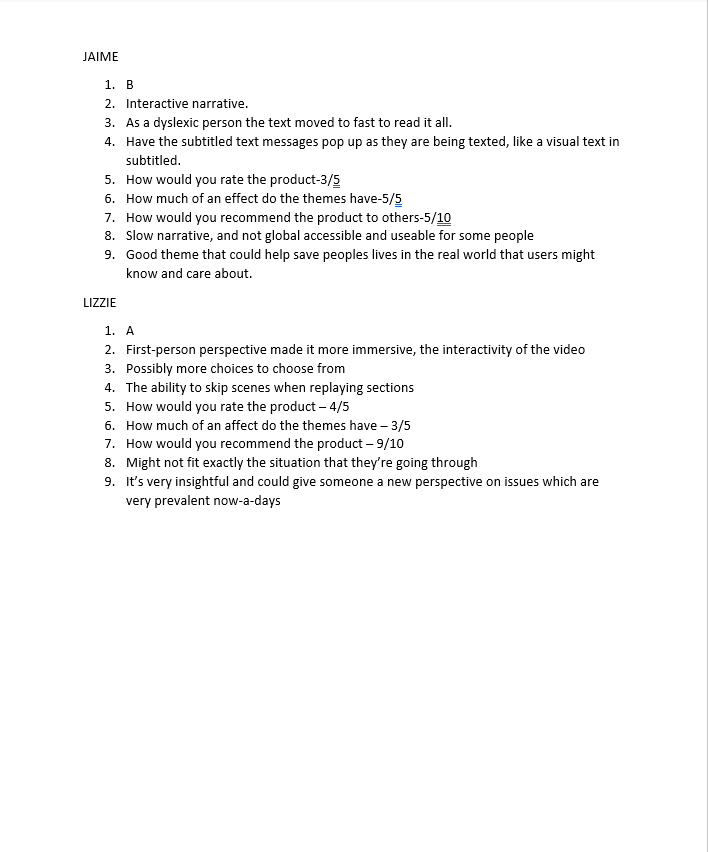 JAIME
1. B
2. Interactive narrative.
3. As a dyslexic person the text moved to fast to read it all.
4. Have the subtitled text messages pop up as they are being texted, like a visual text in
subtitled.
5. How would you rate the product-3/5
6. How much of an effect do the themes have-5/5
7. How would you recommend the product to others-5/10
8. Slow narrative, and not global accessible and useable for some people
9. Good theme that could help save peoples lives in the real world that users might
know and care about.
LIZZIE
1. A
2. First-person perspective made it more immersive, the interactivity of the video
3. Possibly more choices to choose from
4. The ability to skip scenes when replaying sections
5. How would you rate the product – 4/5
6. How much of an affect do the themes have – 3/5
7. How would you recommend the product – 9/10
8. Might not fit exactly the situation that they’re going through
9. It’s very insightful and could give someone a new perspective on issues which are
very prevalent now-a-days